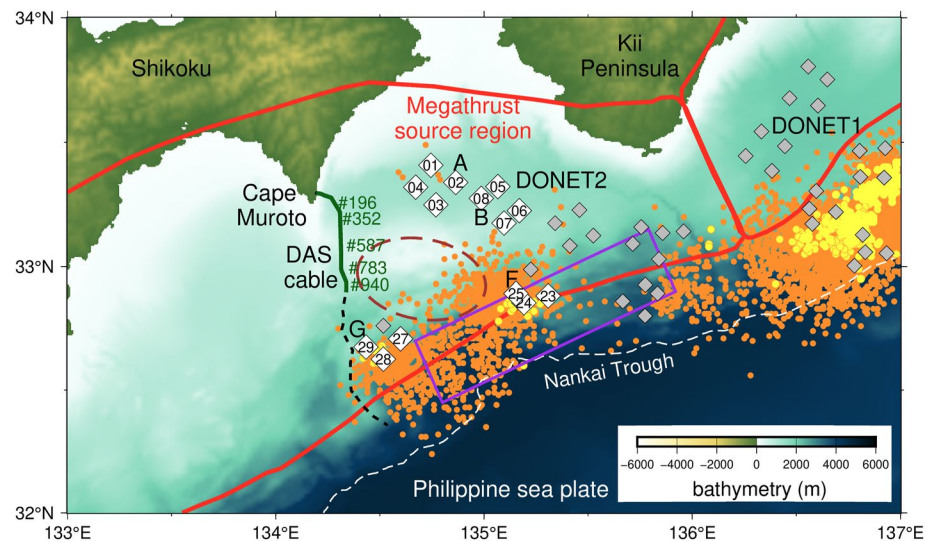 34°N
33°N
32°N
133°E
134°E
135°E
136°E
137°E
Shikoku
Kii
Peninsula
Megathrust
source region
DONET1
DONET2
A
B
F
G
01
02
03
04
05
06
07
08
23
24
25
27
28
29
Cape
Muroto
DAS
cable
#196
#352
#587
#783
#940
Nankai Trough
Philippine sea plate
−6000 −4000 −2000 0 2000 4000 6000
bathymetry (m)